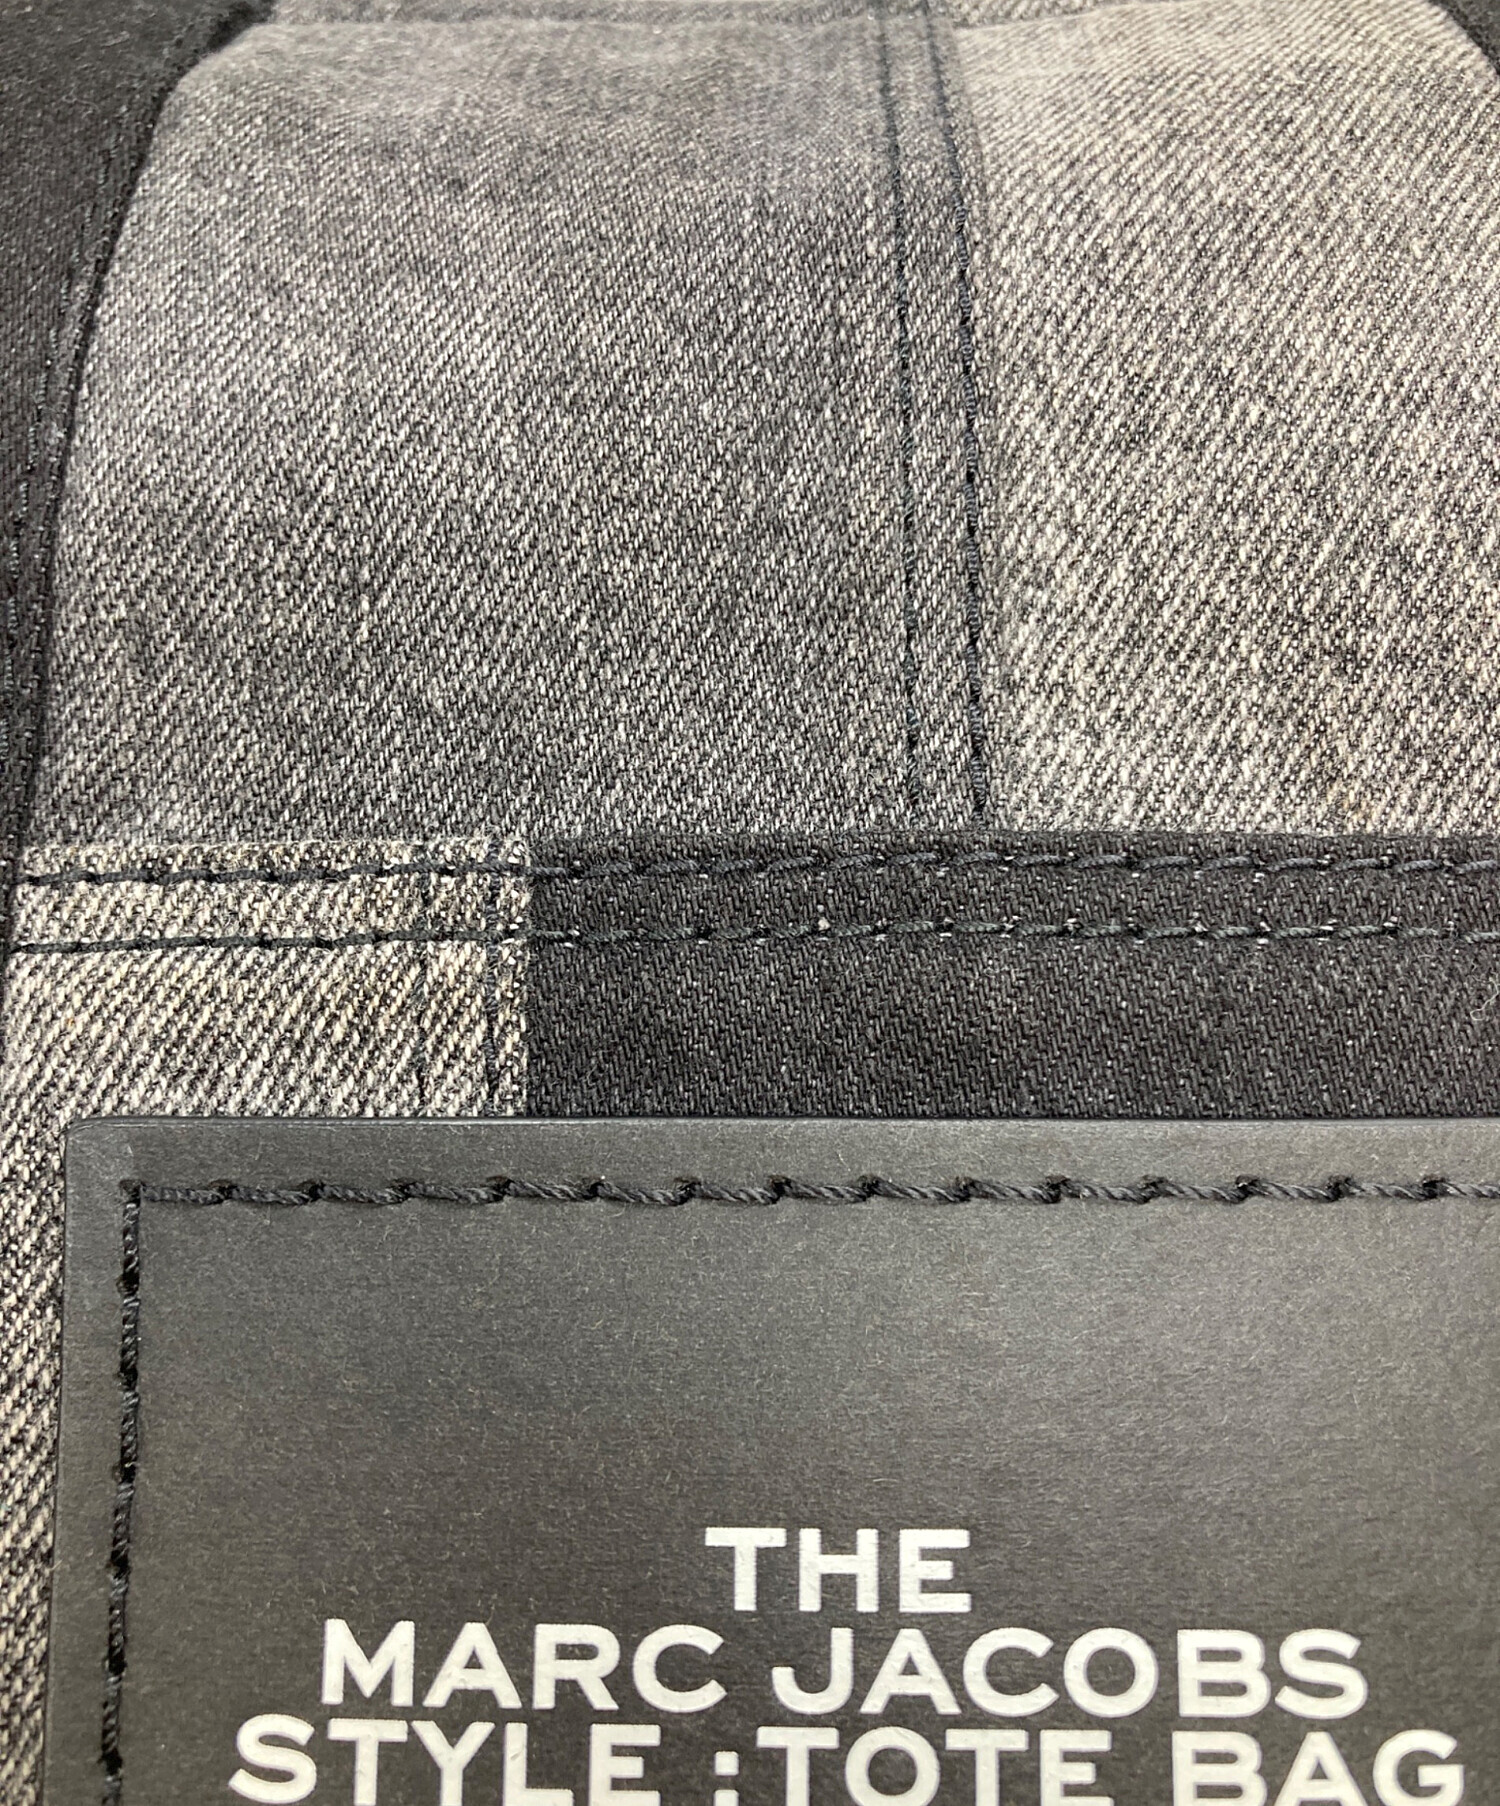 THE
MARC JACOBS
STYLE : TOTE BAG